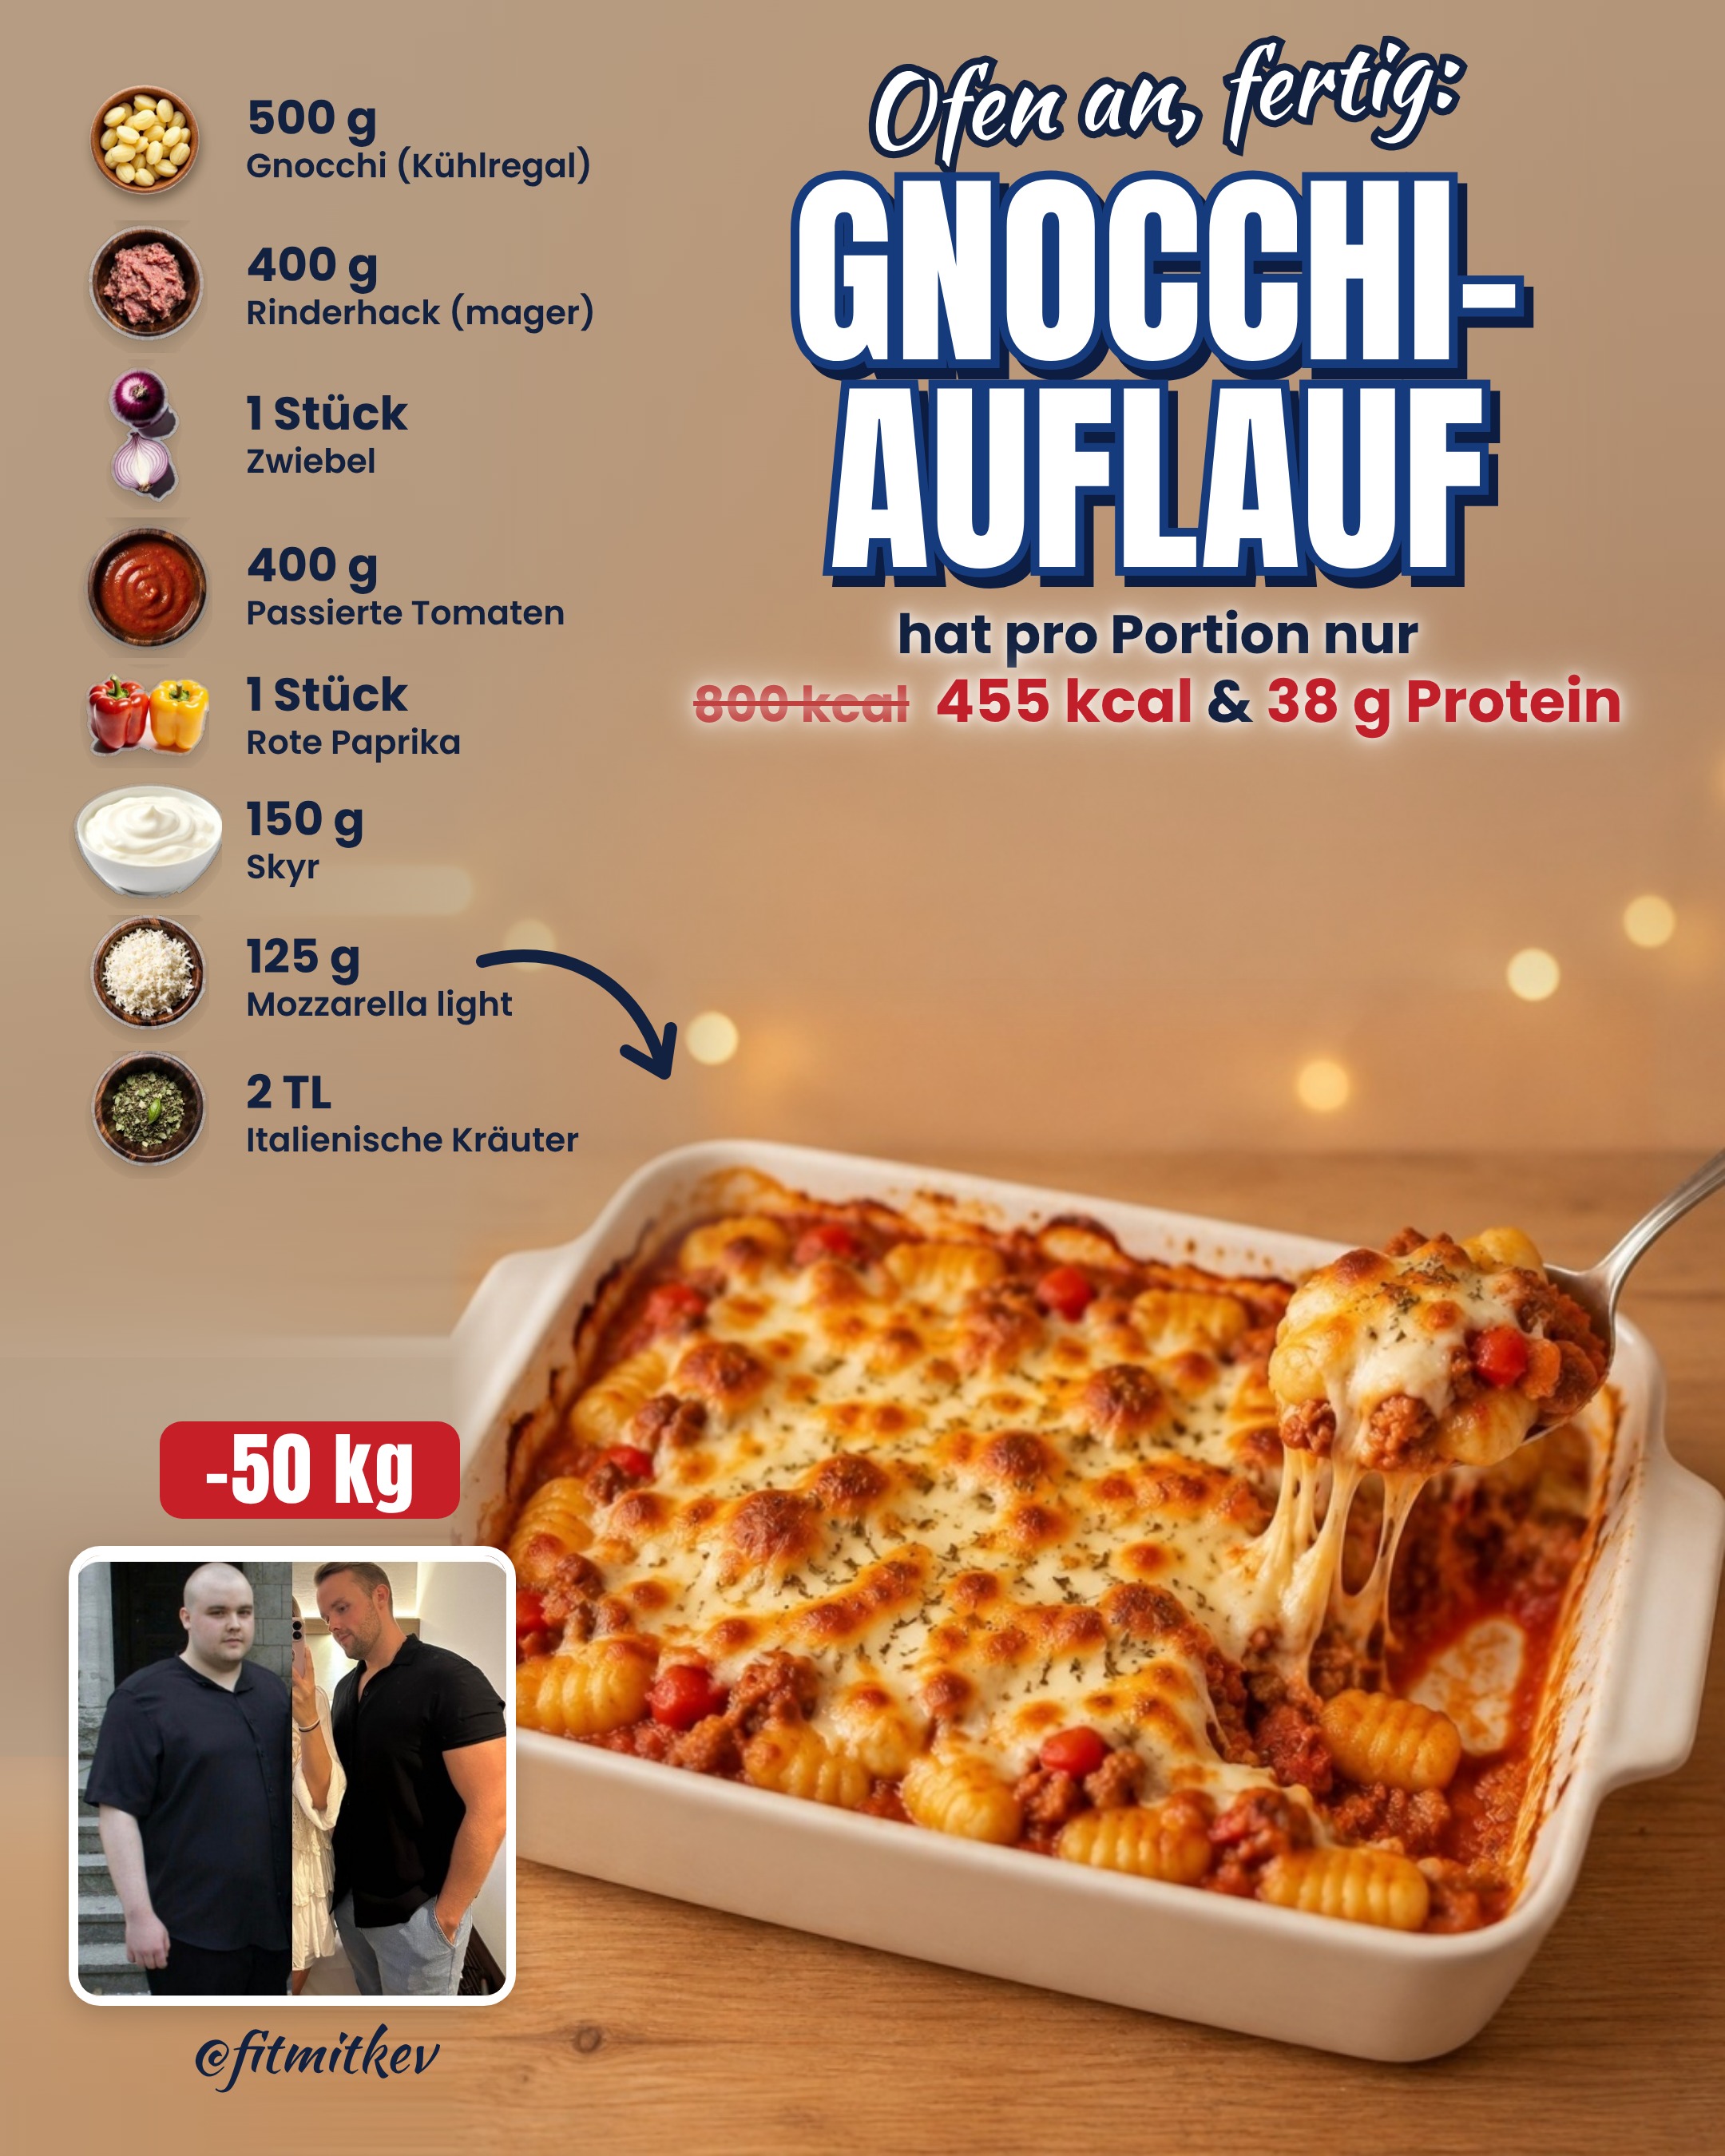 Ofen an, fertig:
GNOCCHI-
AUFLAUF
hat pro Portion nur
800 kcal 455 kcal & 38 g Protein
500 g
Gnocchi (Kühlregal)
400 g
Rinderhack (mager)
1 Stück
Zwiebel
400 g
Passierte Tomaten
1 Stück
Rote Paprika
150 g
Skyr
125 g
Mozzarella light
2 TL
Italienische Kräuter
-50 kg
@fitmitkev